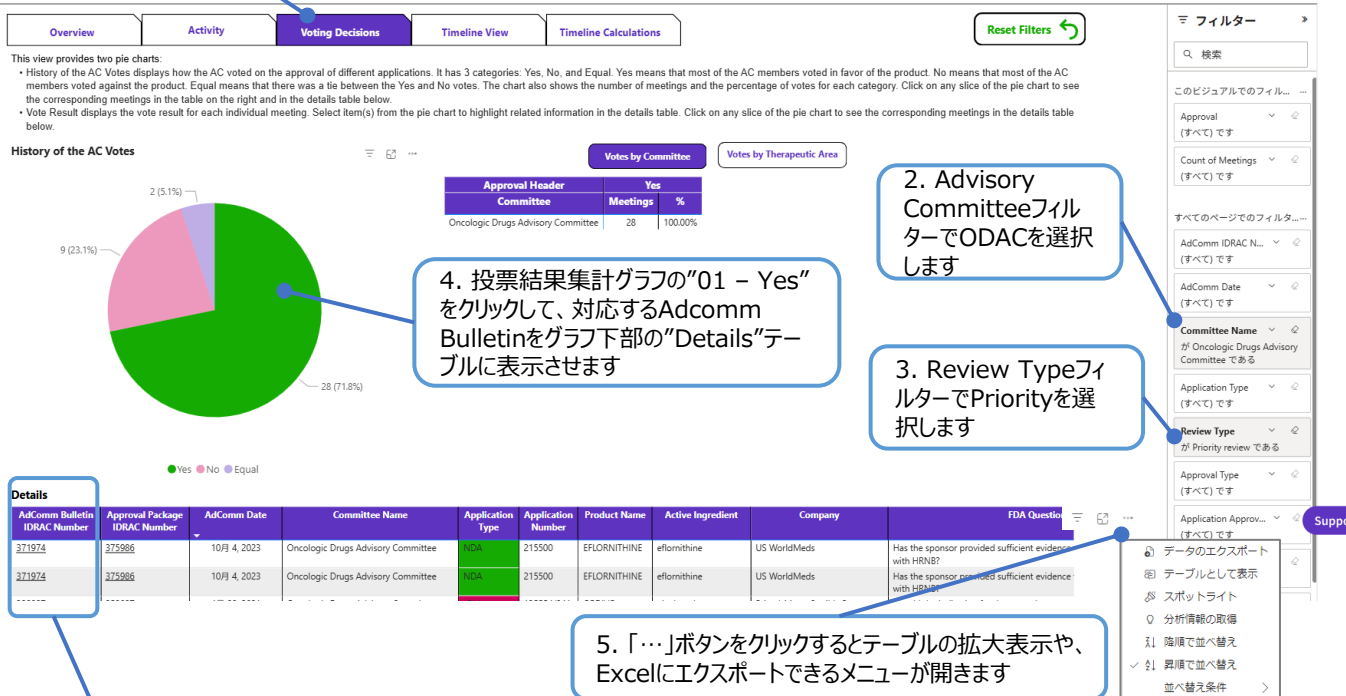 Overview
Activity
Voting Decisions
Timeline View
Timeline Calculations
Reset Filters
This view provides two pie charts:
• History of the AC Votes displays how the AC voted on the approval of different applications. It has 3 categories: Yes, No, and Equal. Yes means that most of the AC members voted in favor of the product. No means that most of the AC
members voted against the product. Equal means that there was a tie between the Yes and No votes. The chart also shows the number of meetings and the percentage of votes for each category. Click on any slice of the pie chart to see
the corresponding meetings in the table on the right and in the details table below.
• Vote Result displays the vote result for each individual meeting. Select item(s) from the pie chart to highlight related information in the details table. Click on any slice of the pie chart to see the corresponding meetings in the details table
below.
History of the AC Votes
Votes by Committee
Votes by Therapeutic Area
Approval Header Yes
Committee Meetings %
Oncologic Drugs Advisory Committee 28 100.00%
2 (5.1%)
9 (23.1%)
28 (71.8%)
Yes No Equal
2. Advisory
Committeeフィル
ターでODACを選択
します
4. 投票結果集計グラフの”01 – Yes”
をクリックして、対応するAdcomm
Bulletinをグラフ下部の”Details”テー
ブルに表示させます
3. Review Typeフィ
ルターでPriorityを選
択します
フィルター »
検索
このビジュアルでのフィル... ...
Approval
(すべて) です
Count of Meetings
(すべて) です
すべてのページでのフィルタ... ...
AdComm IDRAC N...
(すべて) です
AdComm Date
(すべて) です
Committee Name
が Oncologic Drugs Advisory
Committee である
Application Type
(すべて) です
Review Type
が Priority review である
Approval Type
(すべて) です
Application Approv...
(すべて) です
Suppo
Details
AdComm Bulletin IDRAC Number Approval Package IDRAC Number AdComm Date Committee Name Application Type Application Number Product Name Active Ingredient Company FDA Question
371974 375986 10月 4, 2023 Oncologic Drugs Advisory Committee NDA 215500 EFLORNITHINE eflornithine US WorldMeds Has the sponsor provided sufficient evidence
with HRNB?
371974 375986 10月 4, 2023 Oncologic Drugs Advisory Committee NDA 215500 EFLORNITHINE eflornithine US WorldMeds Has the sponsor provided sufficient evidence
with HRNB?
データのエクスポート
テーブルとして表示
スポットライト
分析情報の取得
降順で並べ替え
昇順で並べ替え
並べ替え条件
5. 「…」ボタンをクリックするとテーブルの拡大表示や、
Excelにエクスポートできるメニューが開きます